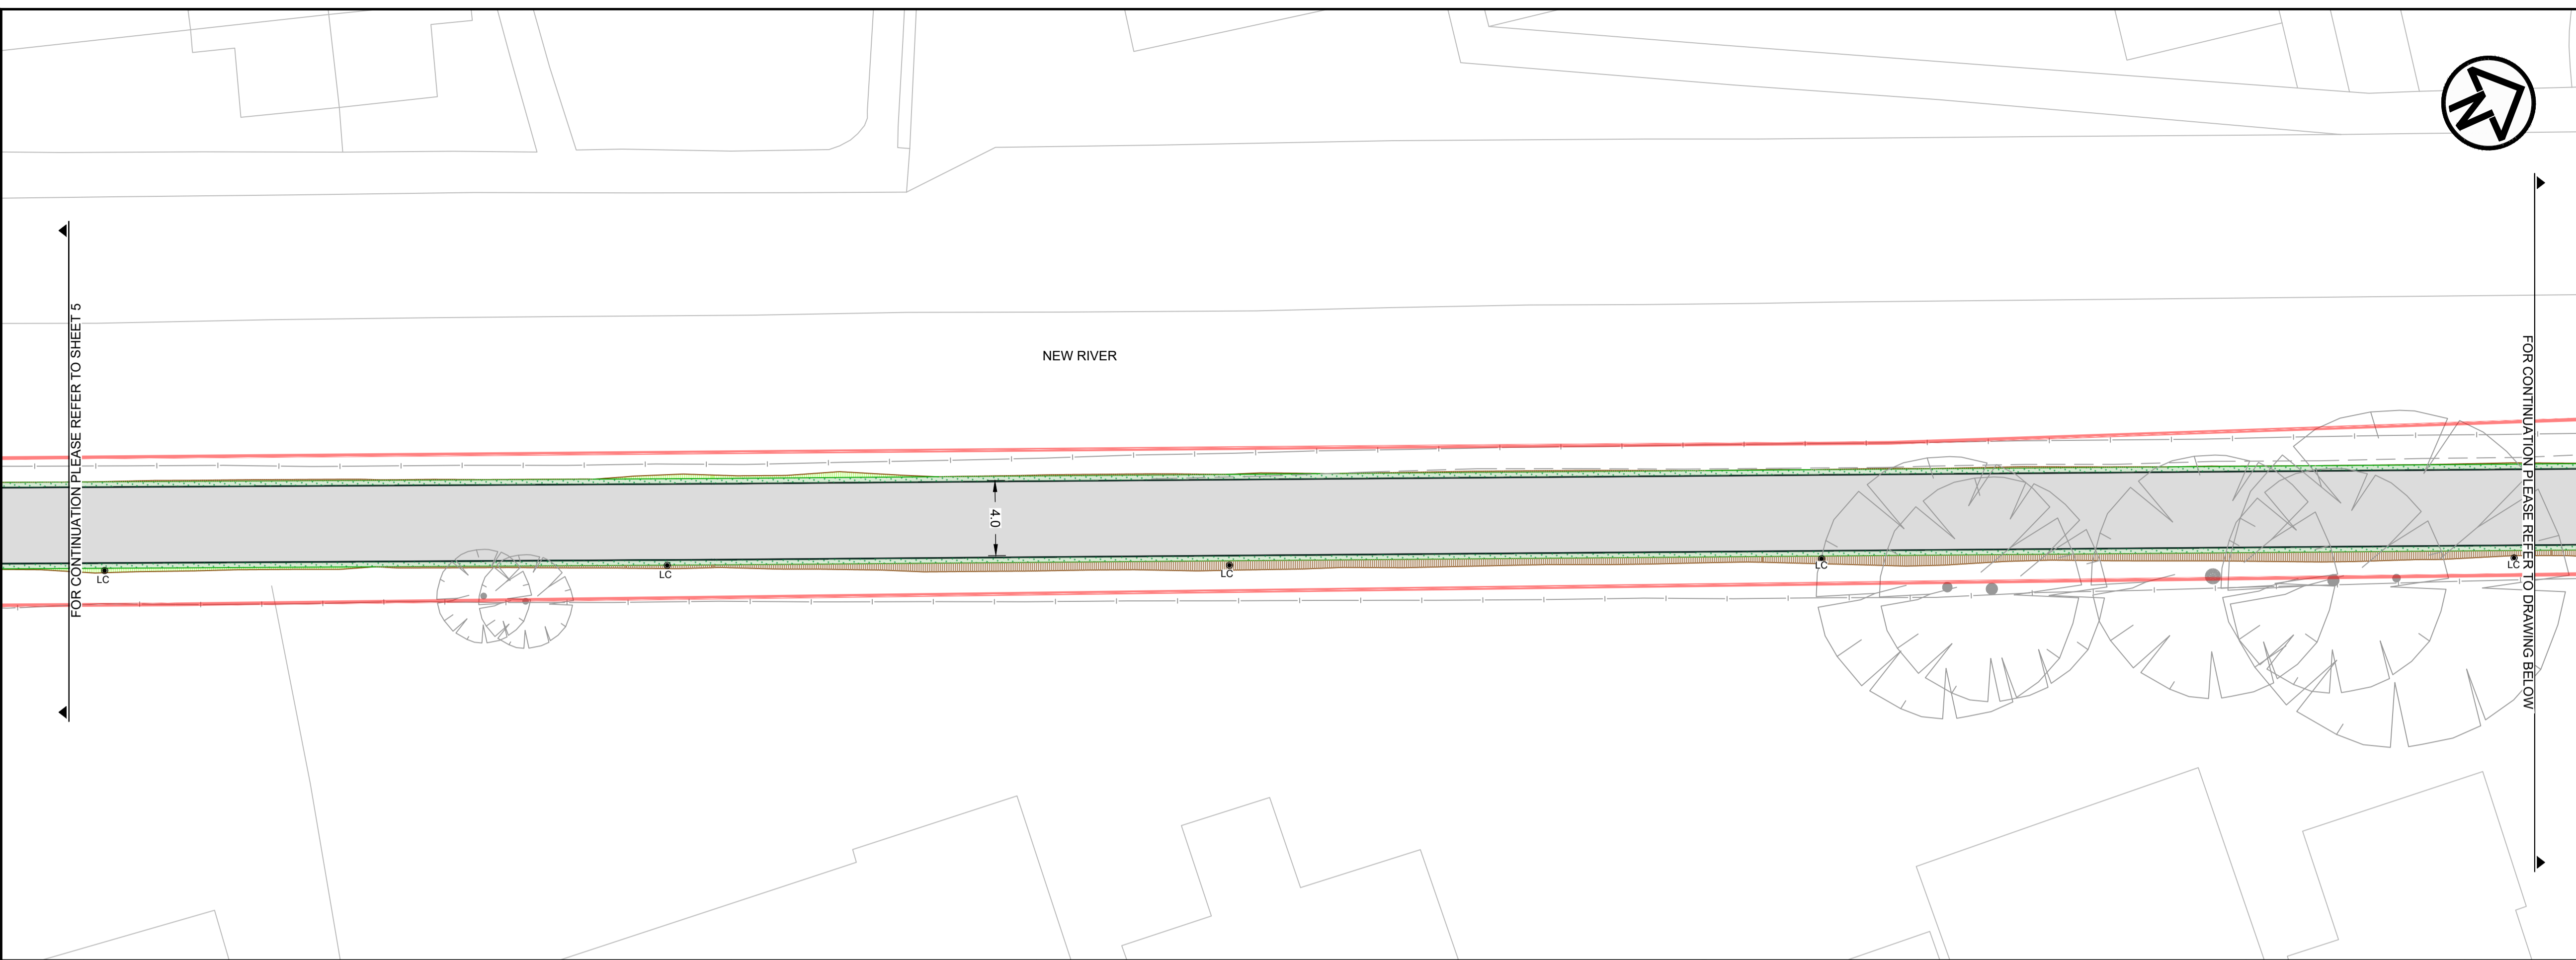 N
FOR CONTINUATION PLEASE REFER TO SHEET 5
NEW RIVER
4.0
LC
LC
LC
LC
LC
FOR CONTINUATION PLEASE REFER TO DRAWING BELOW